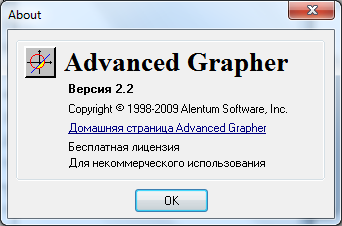 About
Advanced Grapher
Версия 2.2
Copyright © 1998-2009 Alentum Software, Inc.
Домашняя страница Advanced Grapher
Бесплатная лицензия
Для некоммерческого использования
OK